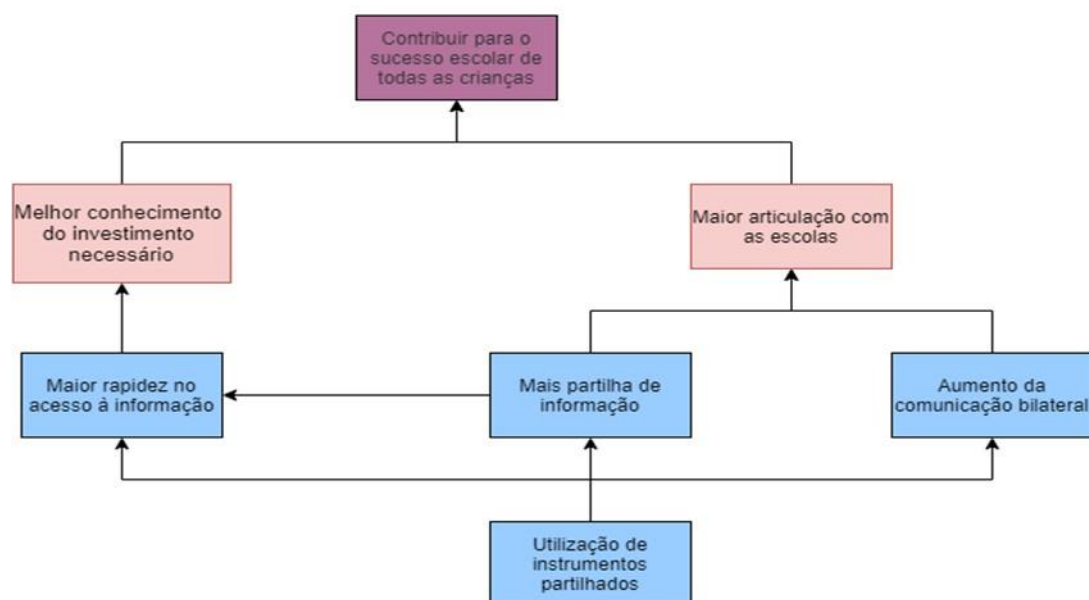 Contribuir para o
sucesso escolar de
todas as crianças
Melhor conhecimento
do investimento
necessário
Maior articulação com
as escolas
Maior rapidez no
acesso à informação
Mais partilha de
informação
Aumento da
comunicação bilateral
Utilização de
instrumentos
partilhados